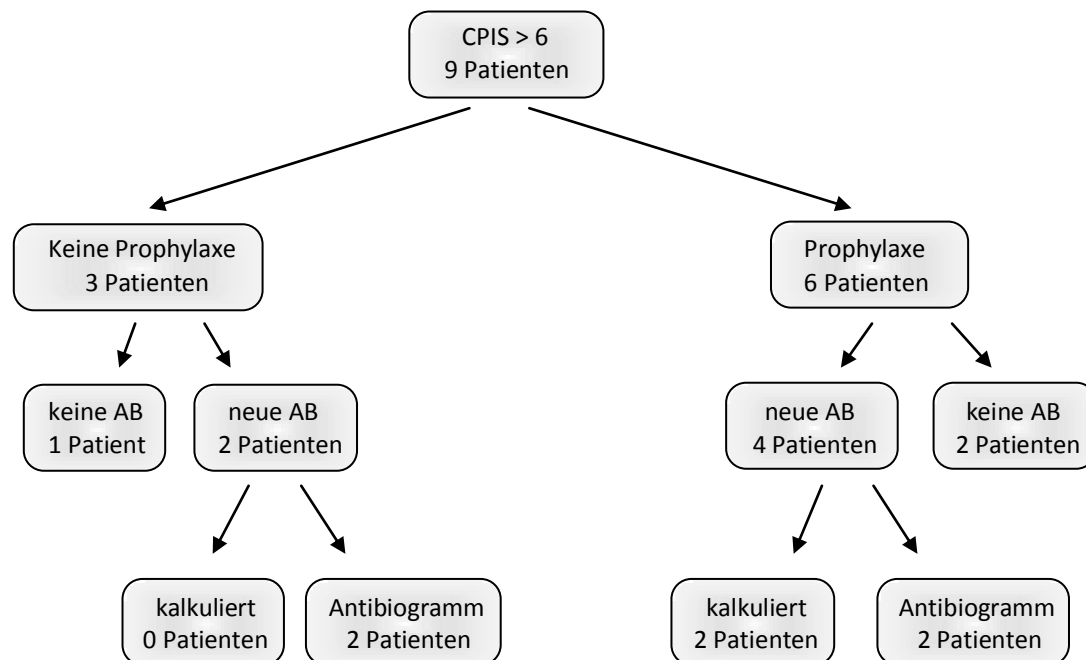 CPIS > 6
9 Patienten
Keine Prophylaxe
3 Patienten
Prophylaxe
6 Patienten
keine AB
1 Patient
neue AB
2 Patienten
neue AB
4 Patienten
keine AB
2 Patienten
kalkuliert
0 Patienten
Antibiogramm
2 Patienten
kalkuliert
2 Patienten
Antibiogramm
2 Patienten